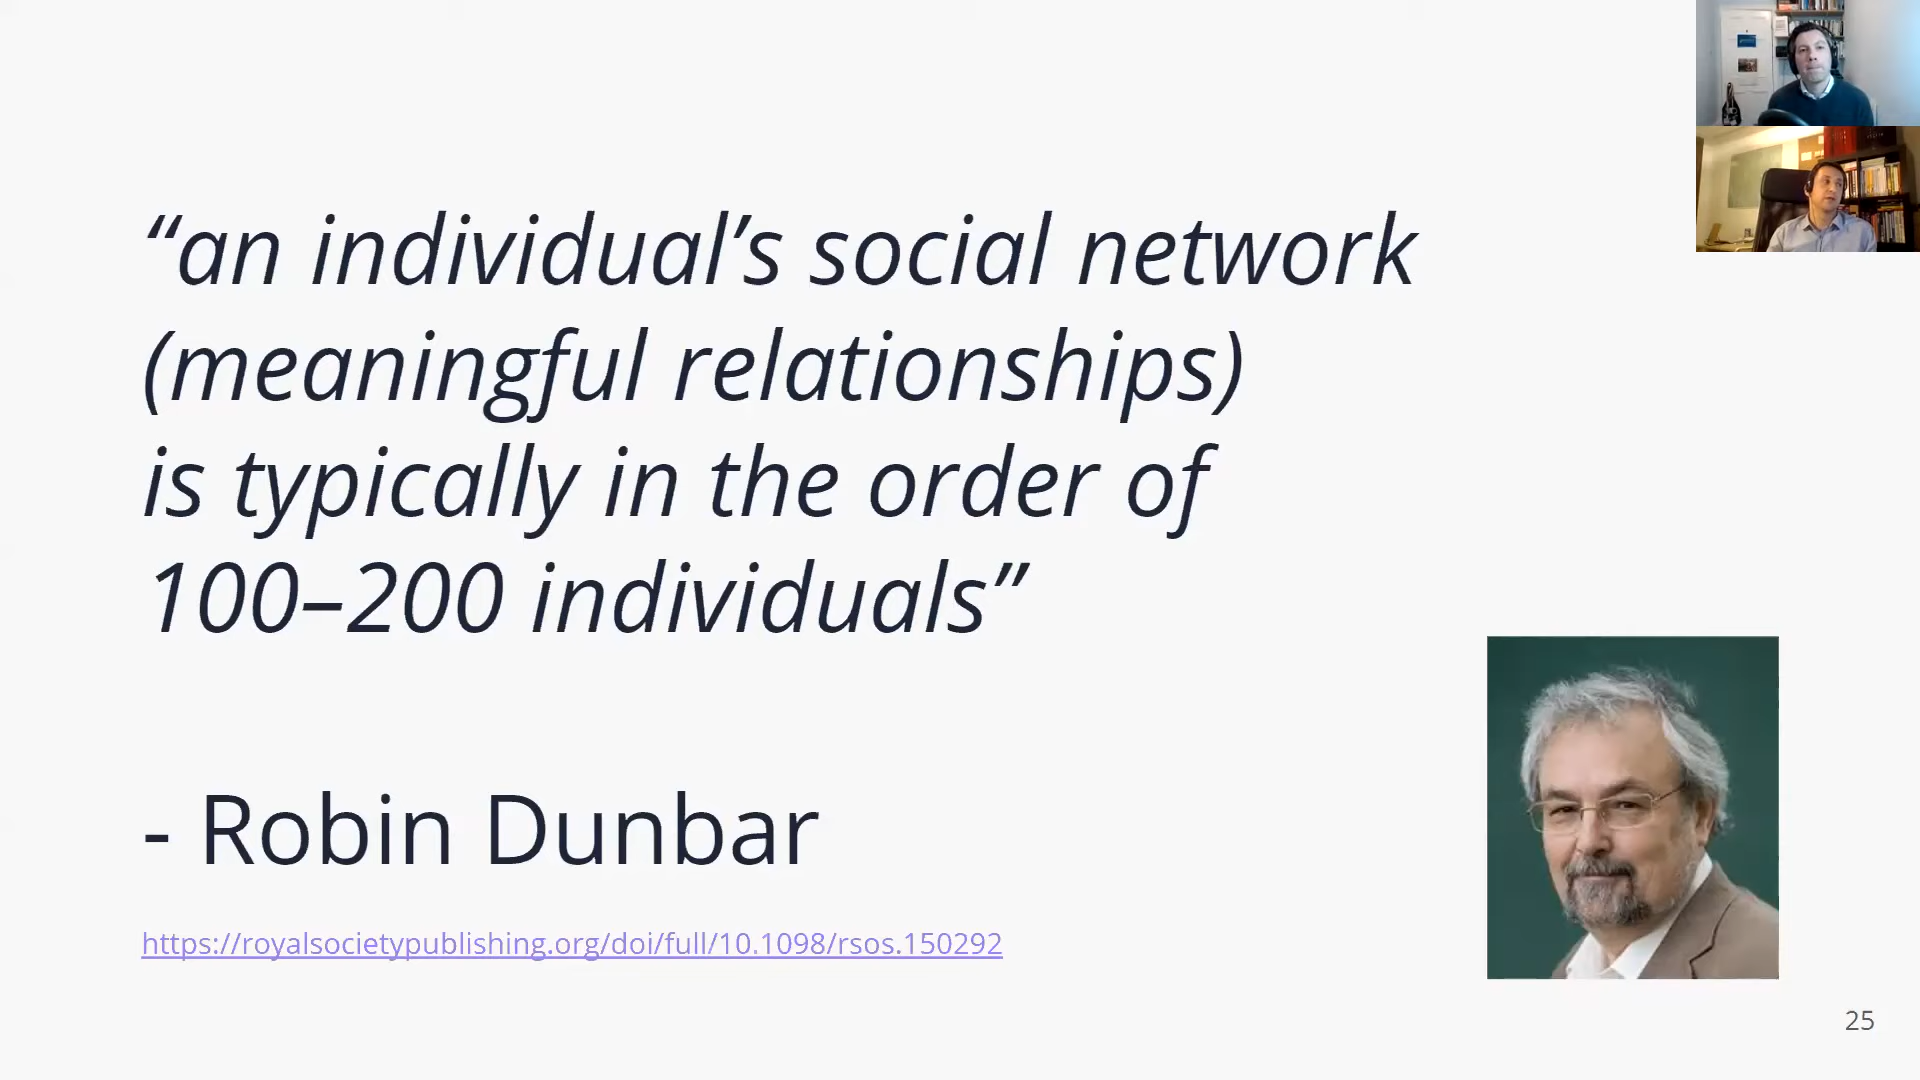 “an individual’s social network
(meaningful relationships)
is typically in the order of
100–200 individuals”
- Robin Dunbar
https://royalsocietypublishing.org/doi/full/10.1098/rsos.150292
25